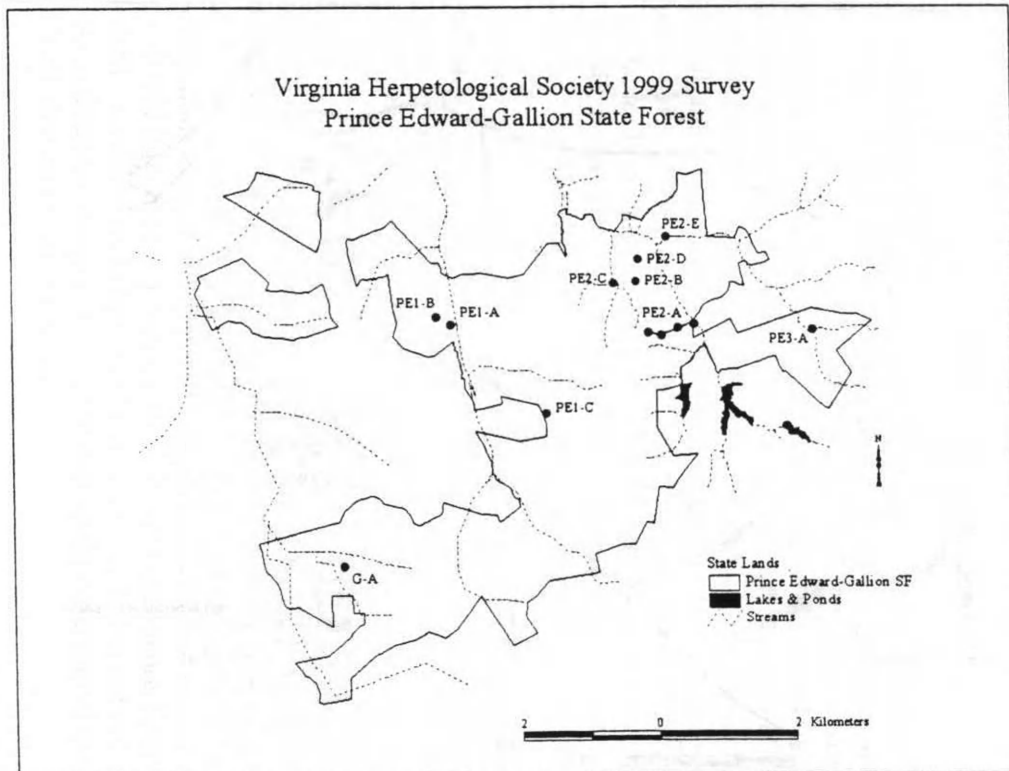 Virginia Herpetological Society 1999 Survey
Prince Edward-Gallion State Forest
PE2-E
PE2-D
PE2-C
PE2-B
PE1-B
PE1-A
PE2-A
PE3-A
PE1-C
N
G-A
State Lands
Prince Edward-Gallion SF
Lakes & Ponds
Streams
2 0 2 Kilometers